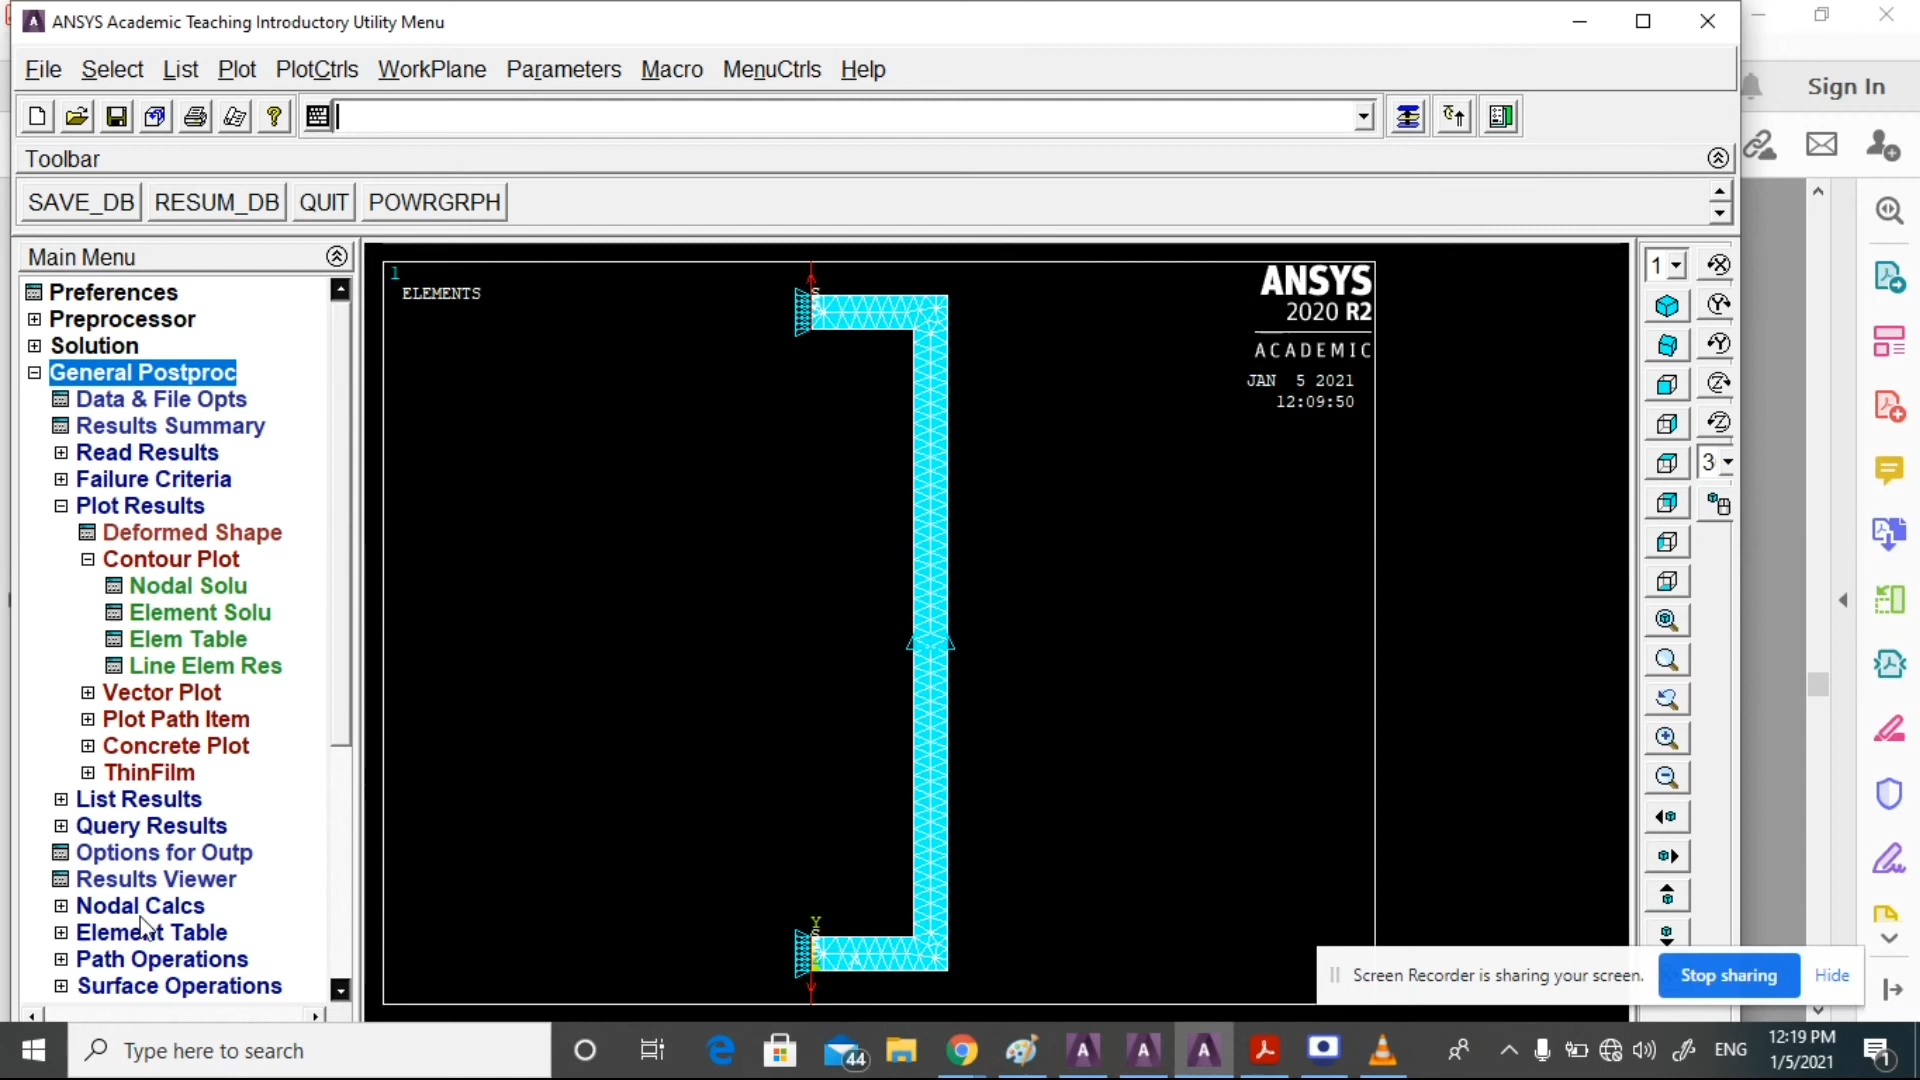 ANSYS Academic Teaching Introductory Utility Menu
File Select List Plot PlotCtrls WorkPlane Parameters Macro MenuCtrls Help
Sign In
Toolbar
SAVE_DB RESUM_DB QUIT POWRGRPH
Main Menu
Preferences
Preprocessor
Solution
General Postproc
Data & File Opts
Results Summary
Read Results
Failure Criteria
Plot Results
Deformed Shape
Contour Plot
Nodal Solu
Element Solu
Elem Table
Line Elem Res
Vector Plot
Plot Path Item
Concrete Plot
ThinFilm
List Results
Query Results
Options for Outp
Results Viewer
Nodal Calcs
Element Table
Path Operations
Surface Operations
1
ELEMENTS
ANSYS
2020 R2
ACADEMIC
JAN 5 2021
12:09:50
Y
1
3
Screen Recorder is sharing your screen. Stop sharing Hide
Type here to search
44
ENG
12:19 PM
1/5/2021
1